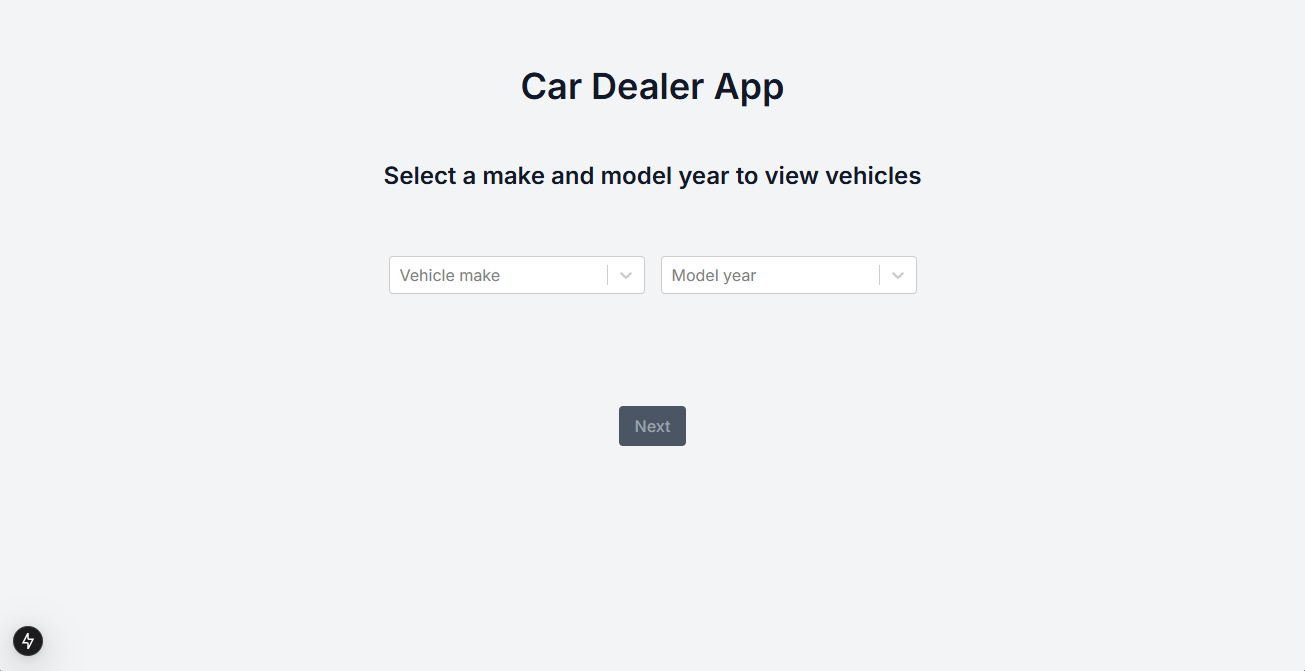 Car Dealer App
Select a make and model year to view vehicles
Vehicle make
Model year
Next